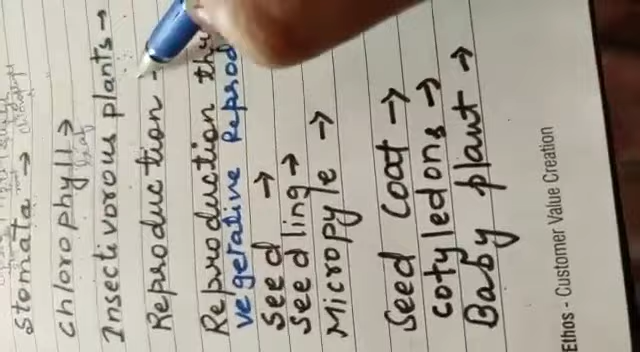 Stomata →
Chlorophyll →
Insectivorous plants →
Reproduction -
Reproduction thr
vegetative Reprod
Seed →
Seedling →
Micropyle →
Seed Coat →
cotyledons →
Baby plant →
Ethos - Customer Value Creation